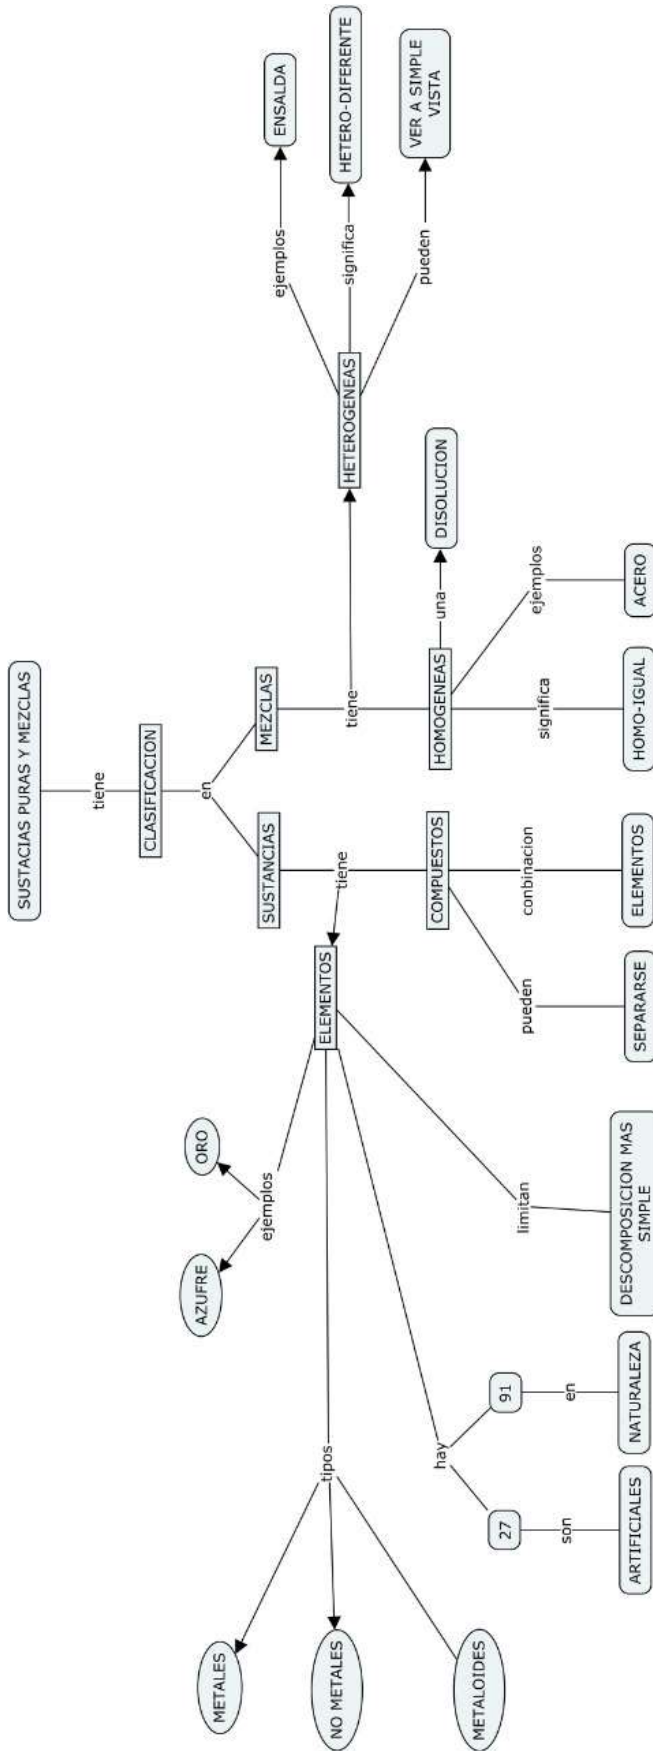 SUSTACIAS PURAS Y MEZCLAS
tiene
CLASIFICACION
en
SUSTANCIAS
MEZCLAS
tiene
ELEMENTOS
ejemplos
AZUFRE
ORO
tipos
METALES
NO METALES
METALOIDES
hay
27
son
ARTIFICIALES
91
en
NATURALEZA
limitan
DESCOMPOSICION MAS
SIMPLE
COMPUESTOS
pueden
SEPARARSE
conbinacion
ELEMENTOS
tiene
HOMOGENEAS
significa
HOMO-IGUAL
ejemplos
ACERO
una
DISOLUCION
HETEROGENEAS
ejemplos
ENSALDA
significa
HETERO-DIFERENTE
pueden
VER A SIMPLE
VISTA